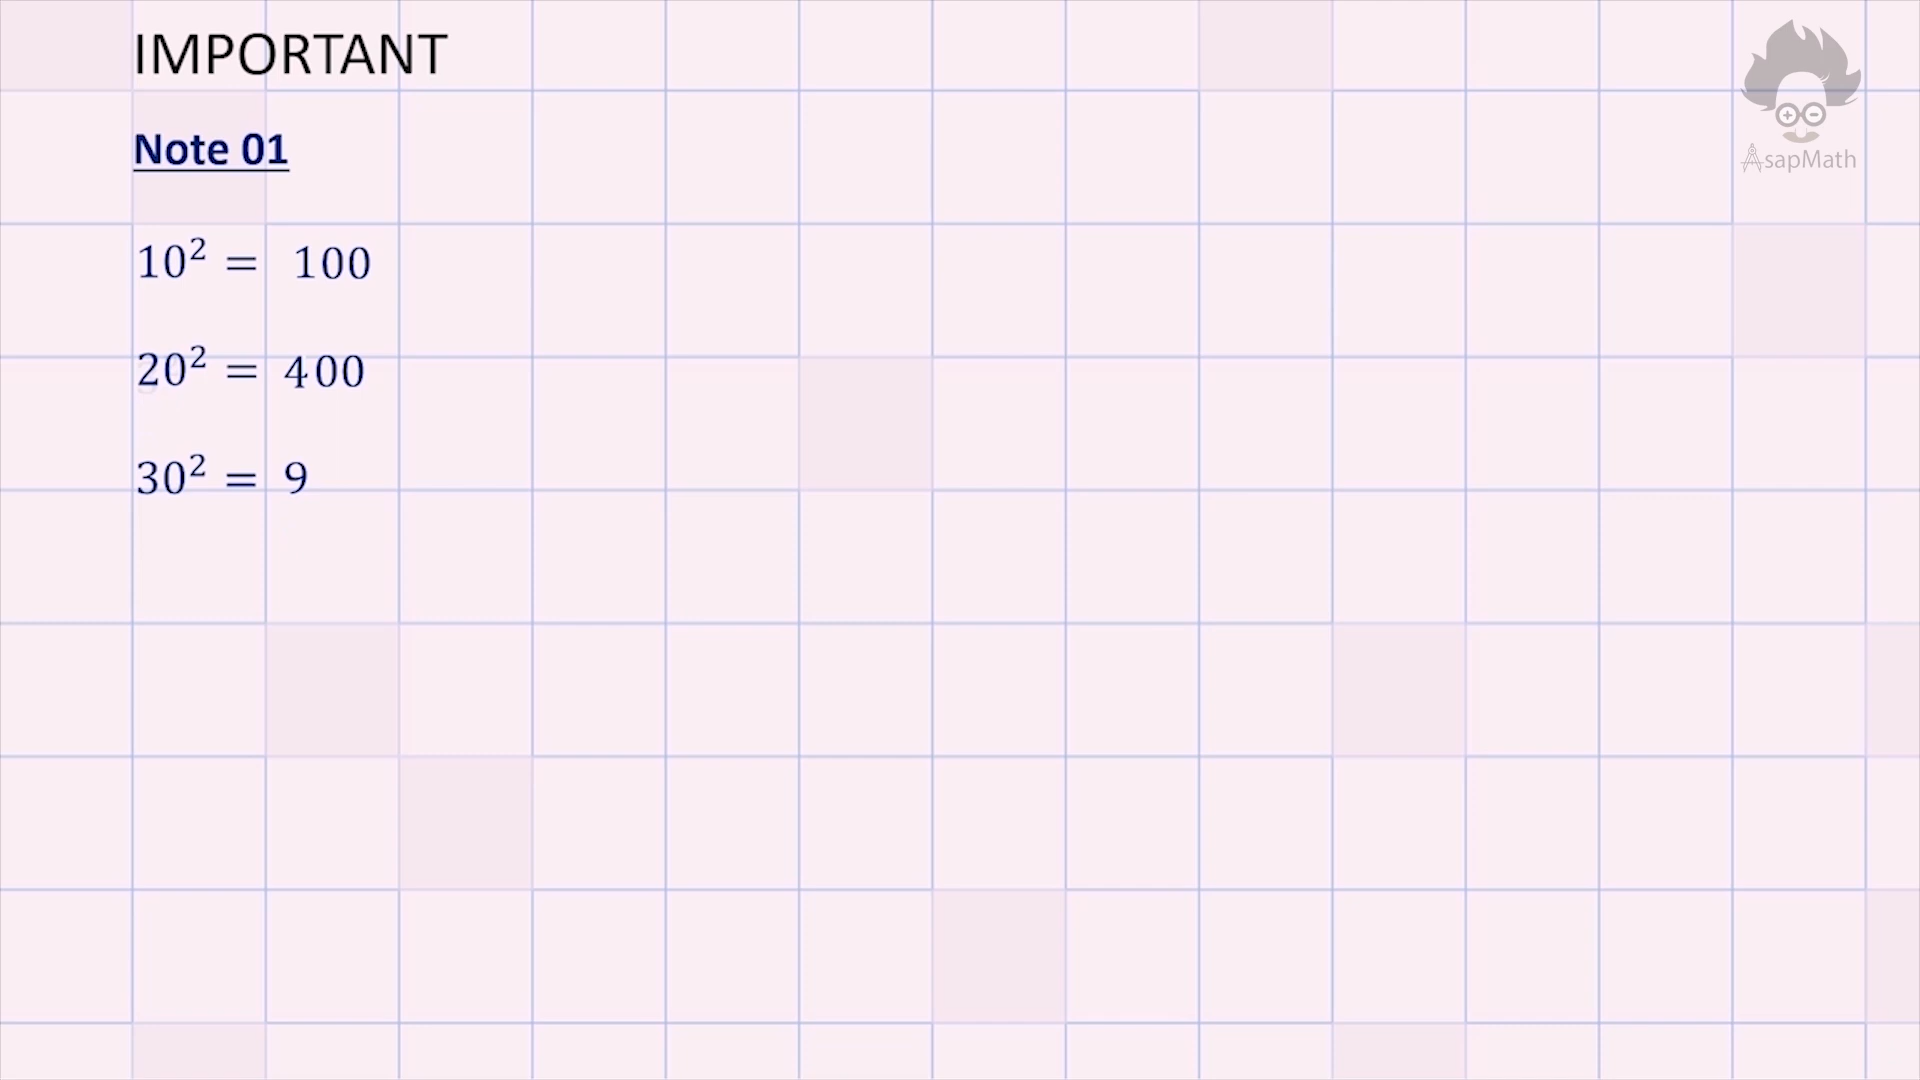 IMPORTANT
AsapMath
Note 01
10² = 100
20² = 400
30² = 9